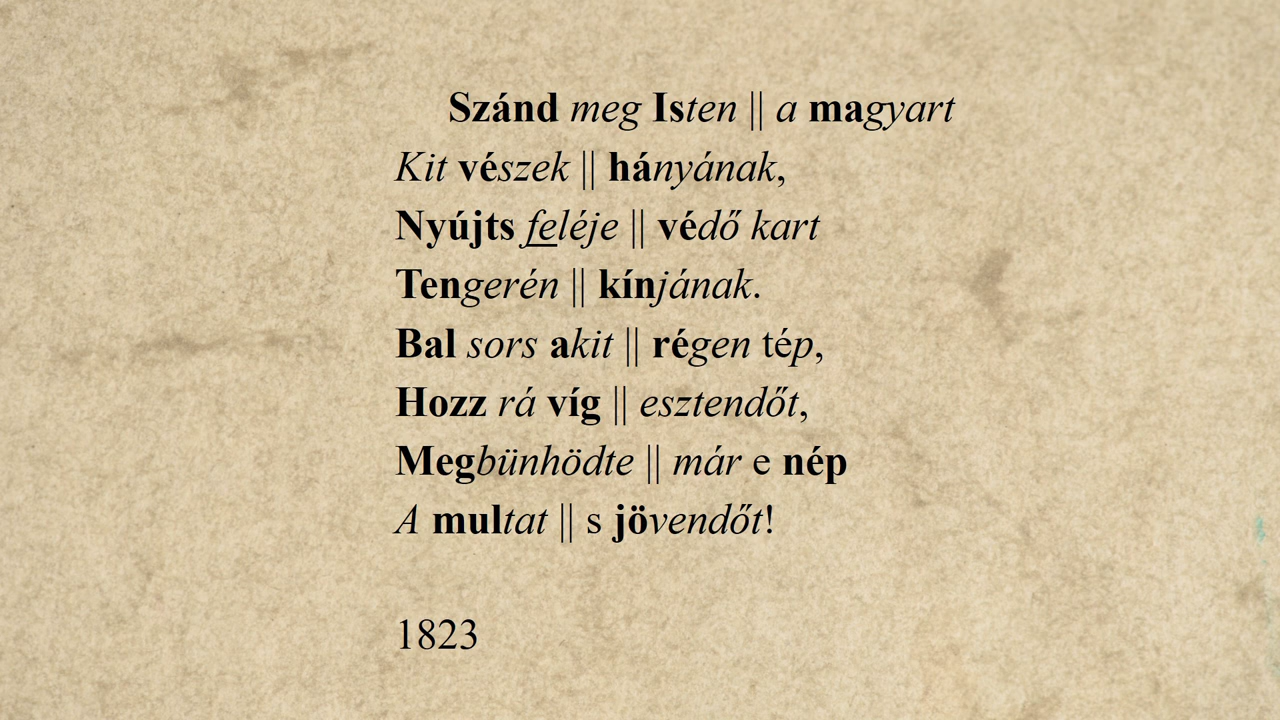 Szánd meg Isten || a magyart
Kit vészek || hányának,
Nyújts feléje || védő kart
Tengerén || kínjának.
Bal sors akit || régen tép,
Hozz rá víg || esztendőt,
Megbünhödte || már e nép
A multat || s jövendőt!
1823